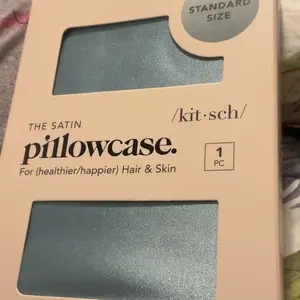 STANDARD
SIZE
/kit·sch/
THE SATIN
pillowcase.
1
PC
For (healthier/happier) Hair & Skin